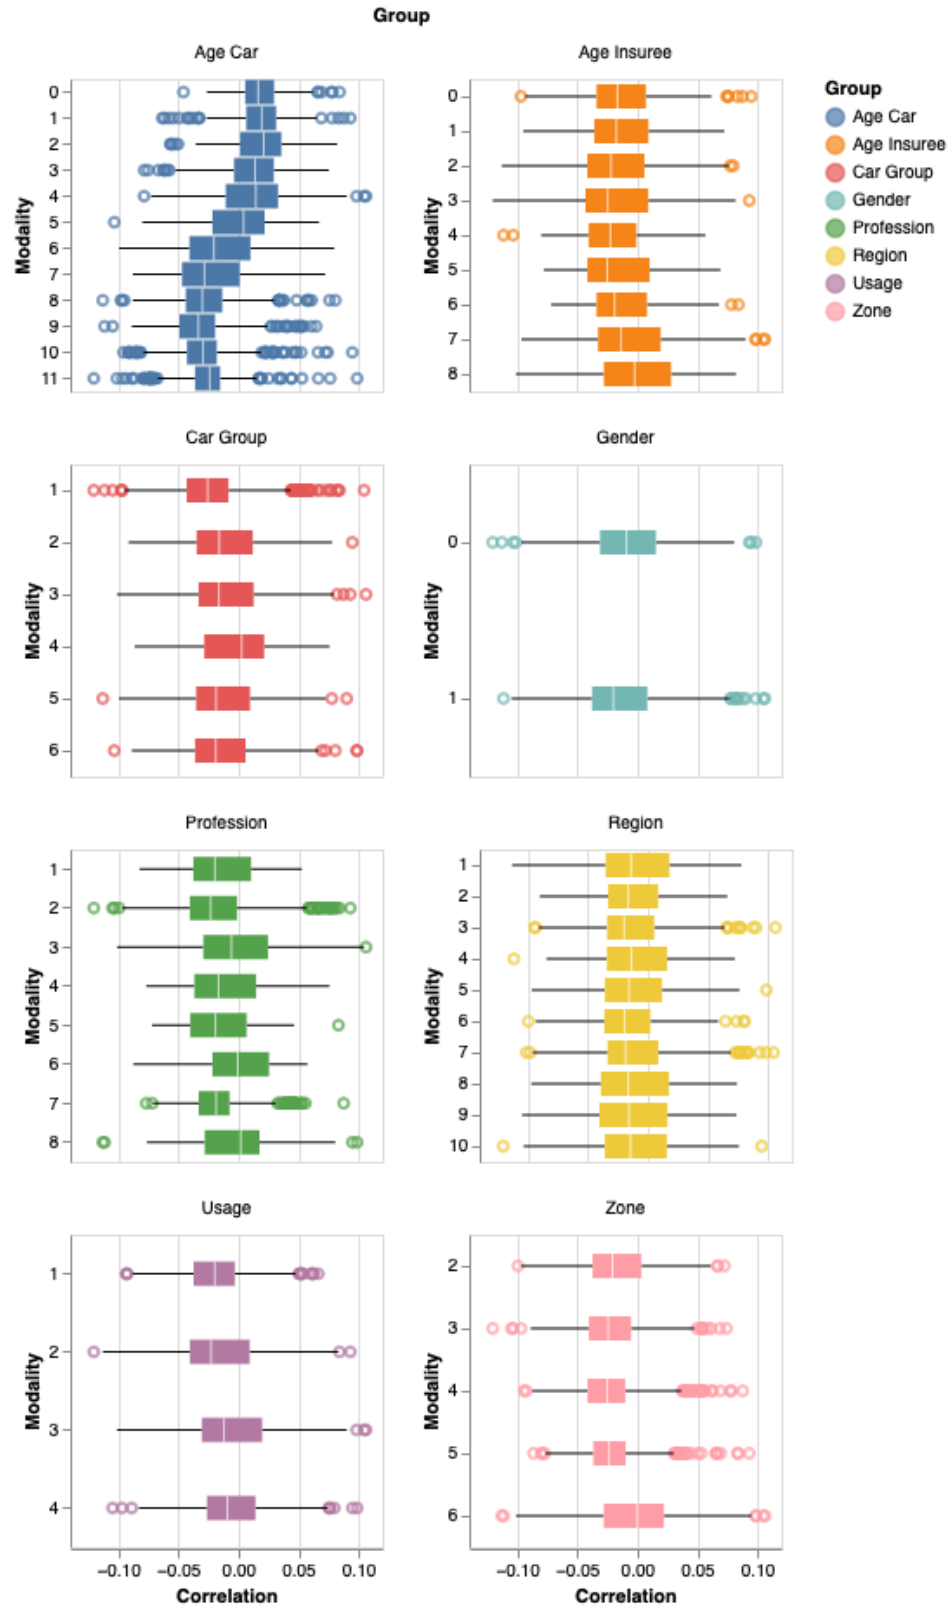 Group
Age Car
Age Insuree
Modality
0
1
2
3
4
5
6
7
8
9
10
11
Modality
0
1
2
3
4
5
6
7
8
Group
Age Car
Age Insuree
Car Group
Gender
Profession
Region
Usage
Zone
Car Group
Gender
Modality
1
2
3
4
5
6
Modality
0
1
Profession
Region
Modality
1
2
3
4
5
6
7
8
Modality
1
2
3
4
5
6
7
8
9
10
Usage
Zone
Modality
1
2
3
4
Modality
2
3
4
5
6
−0.10 −0.05 0.00 0.05 0.10
Correlation
−0.10 −0.05 0.00 0.05 0.10
Correlation